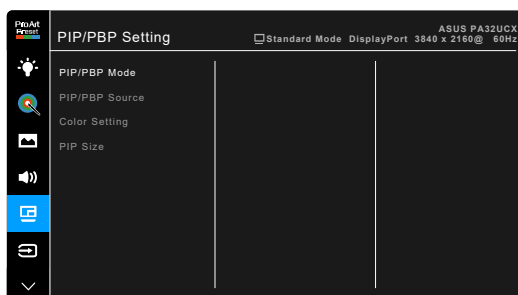 ProArt
Preset
PIP/PBP Setting
ASUS PA32UCX
Standard Mode DisplayPort 3840 x 2160@ 60Hz
PIP/PBP Mode
PIP/PBP Source
Color Setting
PIP Size